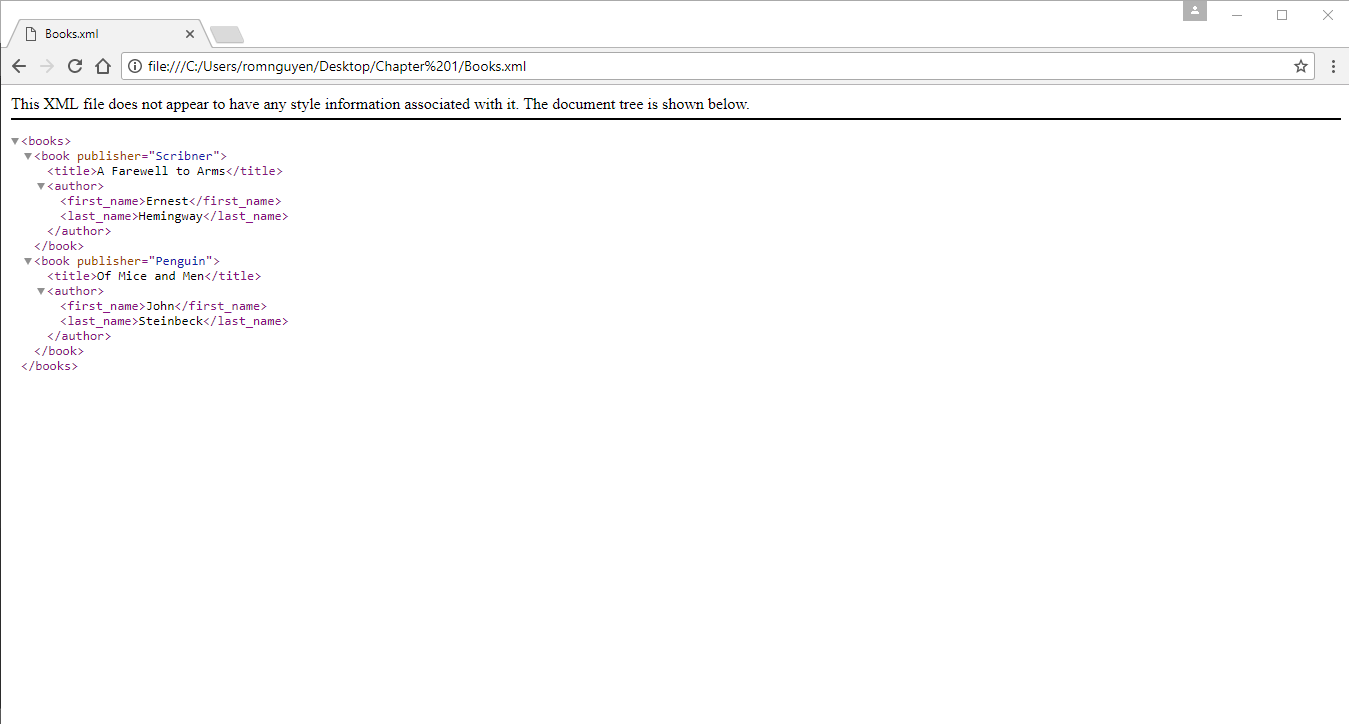 Books.xml
file:///C:/Users/romnguyen/Desktop/Chapter%201/Books.xml
This XML file does not appear to have any style information associated with it. The document tree is shown below.
<books>
<book publisher="Scribner">
<title>A Farewell to Arms</title>
<author>
<first_name>Ernest</first_name>
<last_name>Hemingway</last_name>
</author>
</book>
<book publisher="Penguin">
<title>Of Mice and Men</title>
<author>
<first_name>John</first_name>
<last_name>Steinbeck</last_name>
</author>
</book>
</books>